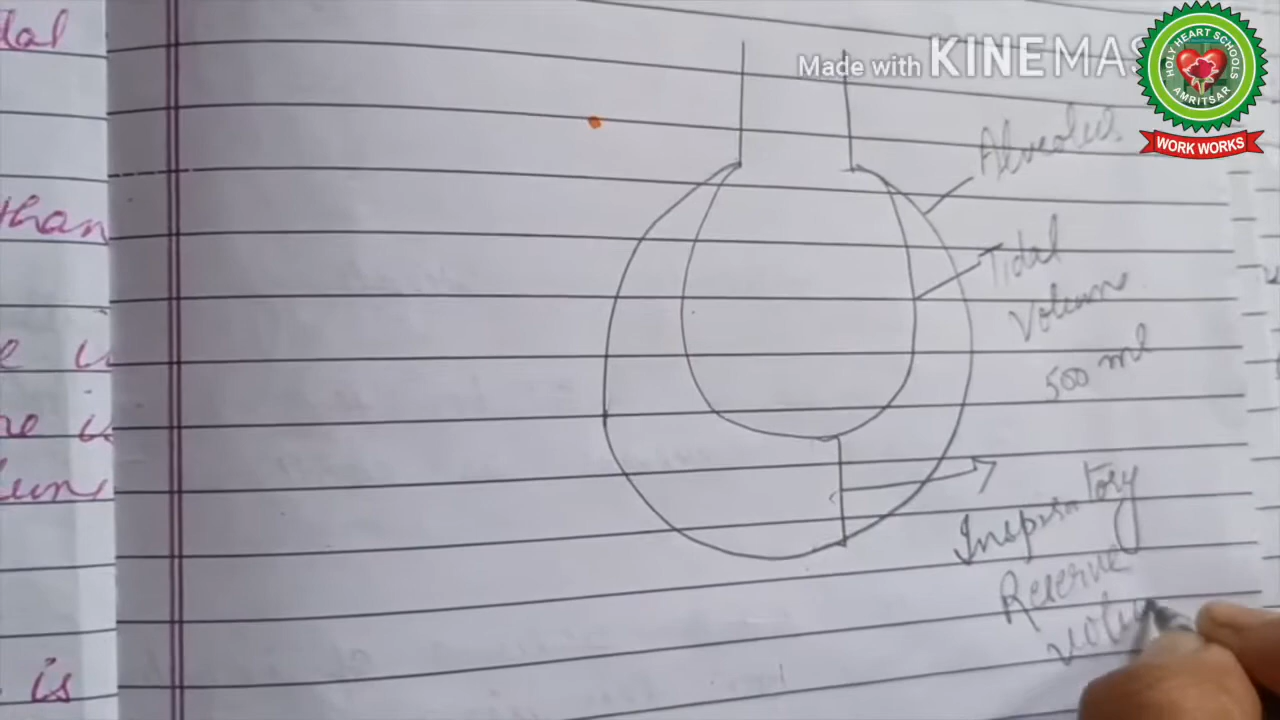 dal
than
is
Made with KINEMAS
HOLY HEART SCHOOLS
AMRITSAR
WORK WORKS
Alveolus
Tidal
Volume
500 ml
Inspiratory
Reserve
volu